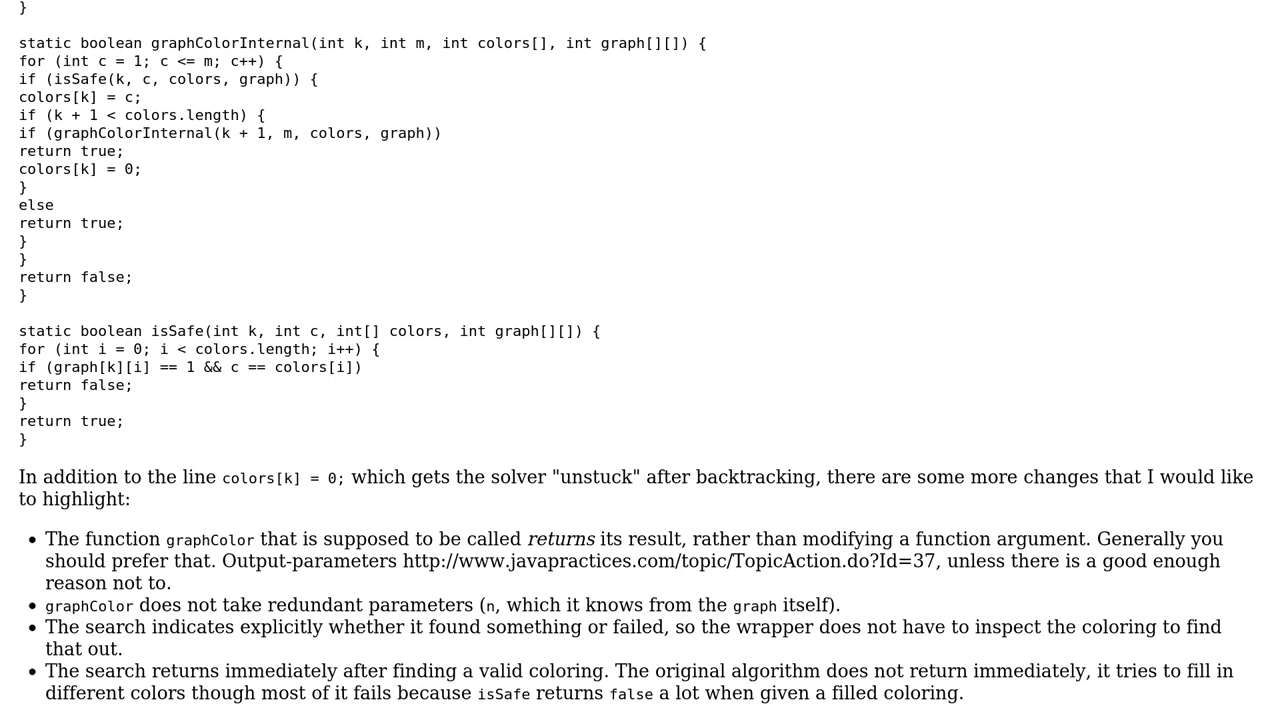 }
static boolean graphColorInternal(int k, int m, int colors[], int graph[][]) {
for (int c = 1; c <= m; c++) {
if (isSafe(k, c, colors, graph)) {
colors[k] = c;
if (k + 1 < colors.length) {
if (graphColorInternal(k + 1, m, colors, graph))
return true;
colors[k] = 0;
}
else
return true;
}
}
return false;
}
static boolean isSafe(int k, int c, int[] colors, int graph[][]) {
for (int i = 0; i < colors.length; i++) {
if (graph[k][i] == 1 && c == colors[i])
return false;
}
return true;
}
In addition to the line colors[k] = 0; which gets the solver "unstuck" after backtracking, there are some more changes that I would like
to highlight:
• The function graphColor that is supposed to be called returns its result, rather than modifying a function argument. Generally you
should prefer that. Output-parameters http://www.javapractices.com/topic/TopicAction.do?Id=37, unless there is a good enough
reason not to.
• graphColor does not take redundant parameters (n, which it knows from the graph itself).
• The search indicates explicitly whether it found something or failed, so the wrapper does not have to inspect the coloring to find
that out.
• The search returns immediately after finding a valid coloring. The original algorithm does not return immediately, it tries to fill in
different colors though most of it fails because isSafe returns false a lot when given a filled coloring.